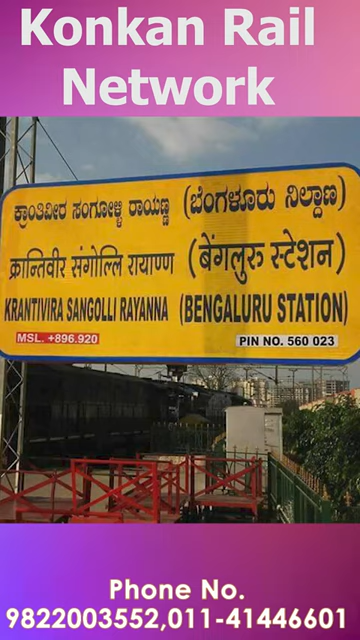 Konkan Rail
Network
ಕ್ರಾಂತಿವೀರ ಸಂಗೋಳ್ಳಿ ರಾಯಣ್ಣ (ಬೆಂಗಳೂರು ನಿಲ್ದಾಣ)
क्रान्तिवीर संगोल्लि रायाण्ण (बेंगलुरु स्टेशन)
KRANTIVIRA SANGOLLI RAYANNA (BENGALURU STATION)
MSL. +896.920 PIN NO. 560 023
Phone No.
9822003552,011-41446601